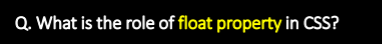 Q. What is the role of float property in CSS?